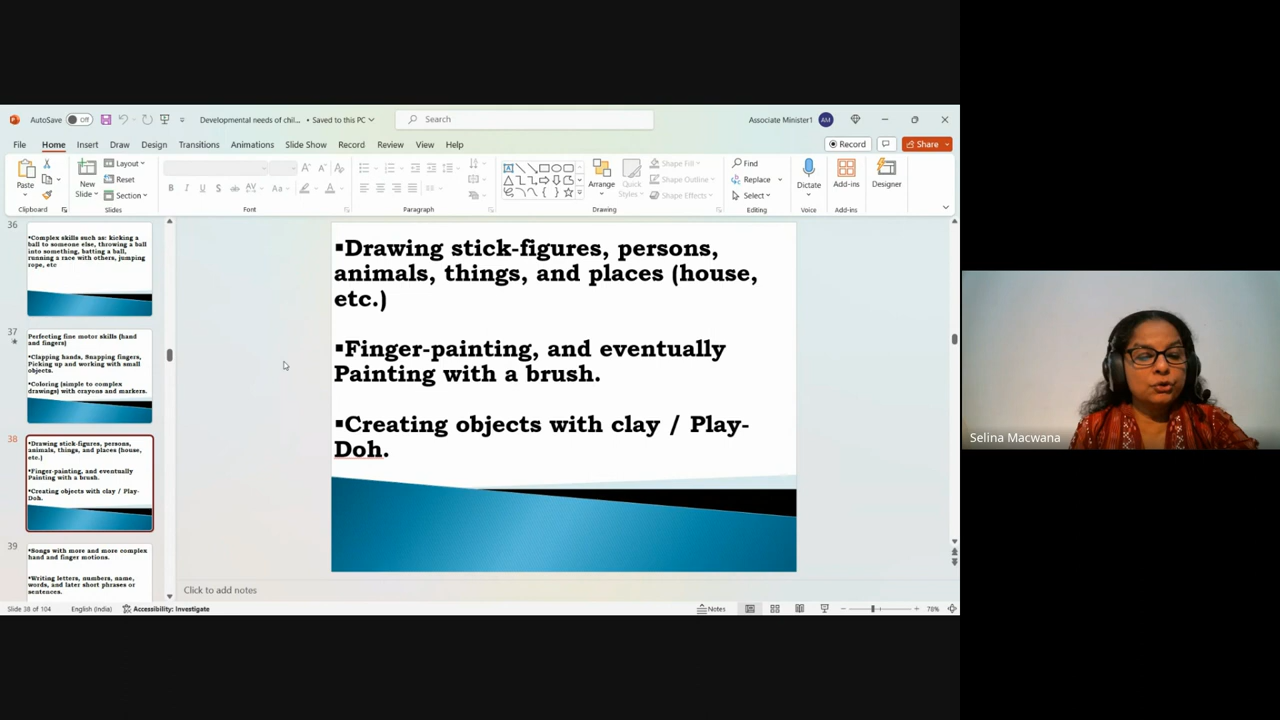 AutoSave Off Developmental needs of chil... • Saved to this PC Search Associate Minister1 AM
File Home Insert Draw Design Transitions Animations Slide Show Record Review View Help Record Share
Paste New Slide Layout Reset Section Arrange Quick Styles Shape Fill Shape Outline Shape Effects Find Replace Select Dictate Add-ins Designer
B I U S ab AV Aa A
Clipboard Slides Font Paragraph Drawing Editing Voice Add-ins
36
•Complex skills such as: kicking a
ball to someone else, throwing a ball
into something, batting a ball,
running a race with others, jumping
rope, etc
37
Perfecting fine motor skills (hand
and fingers)
•Clapping hands, Snapping fingers,
Picking up and working with small
objects.
•Coloring (simple to complex
drawings) with crayons and markers.
38
•Drawing stick-figures, persons,
animals, things, and places (house,
etc.)
•Finger-painting, and eventually
Painting with a brush.
•Creating objects with clay / Play-
Doh.
39
•Songs with more and more complex
hand and finger motions.
•Writing letters, numbers, name,
words, and later short phrases or
sentences.
▪Drawing stick-figures, persons,
animals, things, and places (house,
etc.)
▪Finger-painting, and eventually
Painting with a brush.
▪Creating objects with clay / Play-
Doh.
Selina Macwana
Click to add notes
Slide 38 of 104 English (India) Accessibility: Investigate Notes 78%